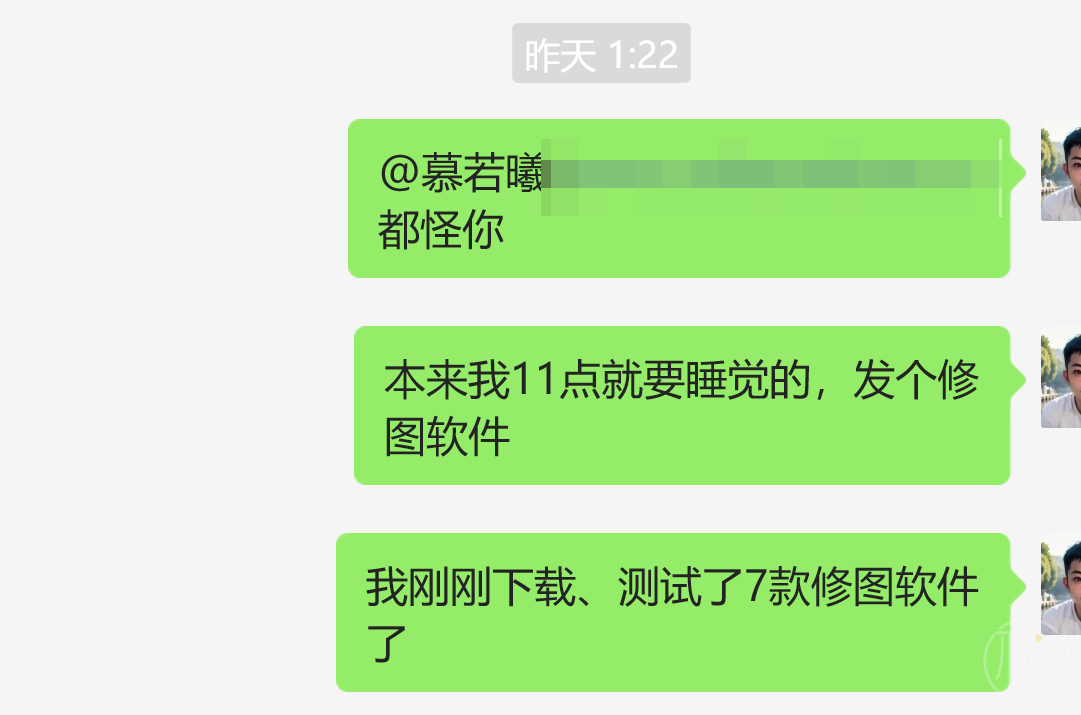 昨天 1:22
@慕若曦
都怪你
本来我11点就要睡觉的，发个修
图软件
我刚刚下载、测试了7款修图软件
了